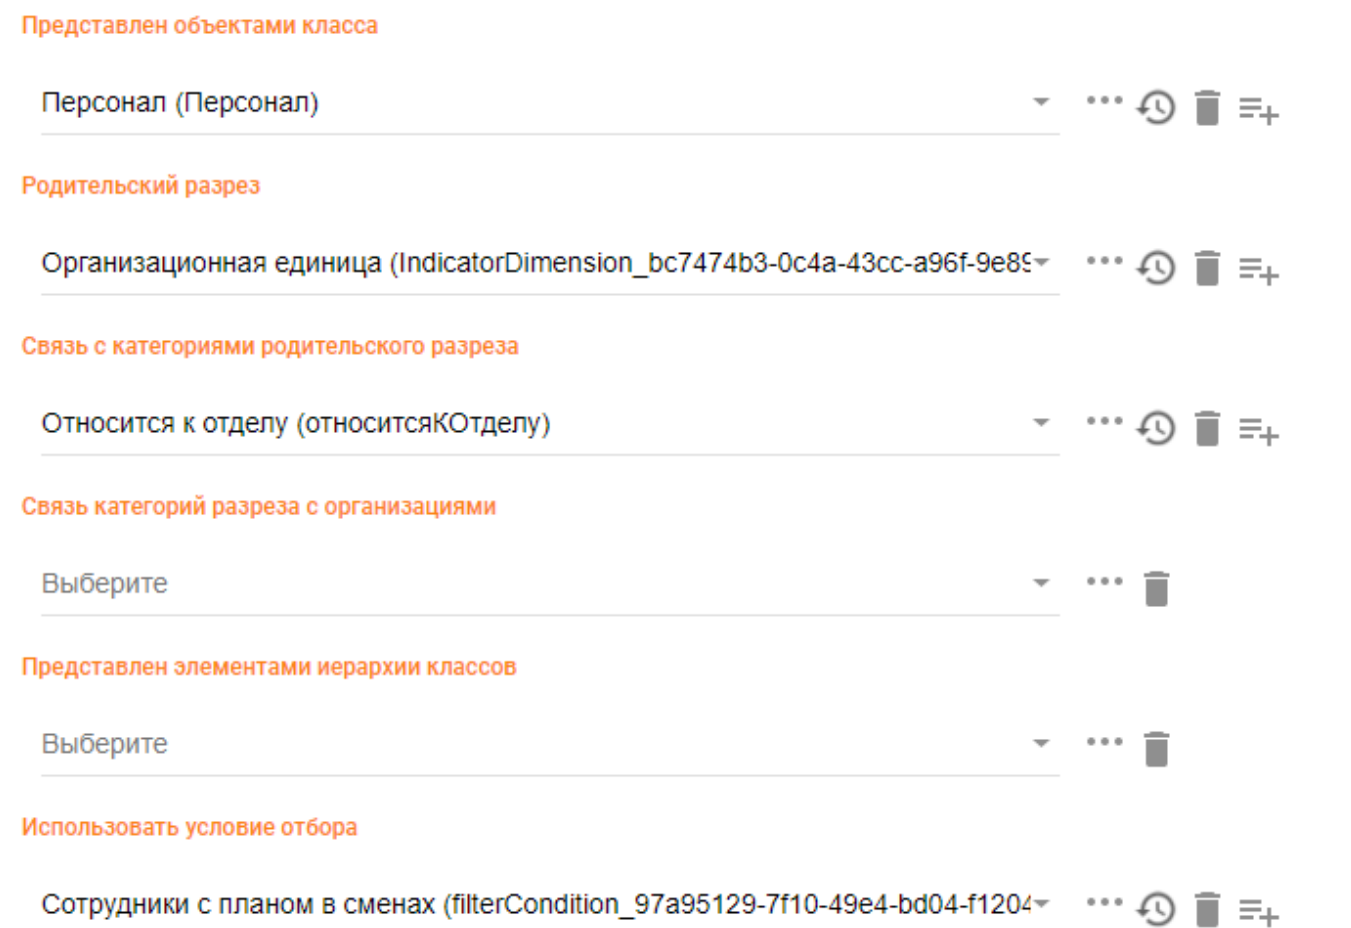 Представлен объектами класса
Персонал (Персонал)
Родительский разрез
Организационная единица (IndicatorDimension_bc7474b3-0c4a-43cc-a96f-9e89
Связь с категориями родительского разреза
Относится к отделу (относитсяКОтделу)
Связь категорий разреза с организациями
Выберите
Представлен элементами иерархии классов
Выберите
Использовать условие отбора
Сотрудники с планом в сменах (filterCondition_97a95129-7f10-49e4-bd04-f1204